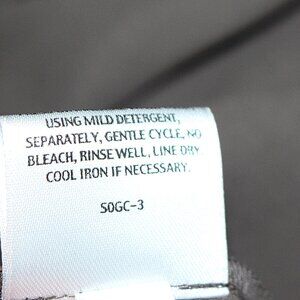 USING MILD DETERGENT,
SEPARATELY, GENTLE CYCLE, NO
BLEACH, RINSE WELL, LINE DRY.
COOL IRON IF NECESSARY.
S0GC-3